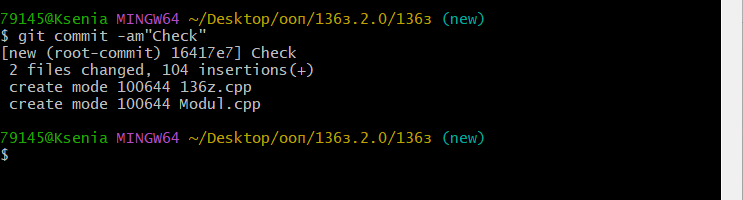 79145@Ksenia MINGW64 ~/Desktop/ооп/136з.2.0/136з (new)
$ git commit -am"Check"
[new (root-commit) 16417e7] Check
 2 files changed, 104 insertions(+)
 create mode 100644 136z.cpp
 create mode 100644 Modul.cpp
79145@Ksenia MINGW64 ~/Desktop/ооп/136з.2.0/136з (new)
$